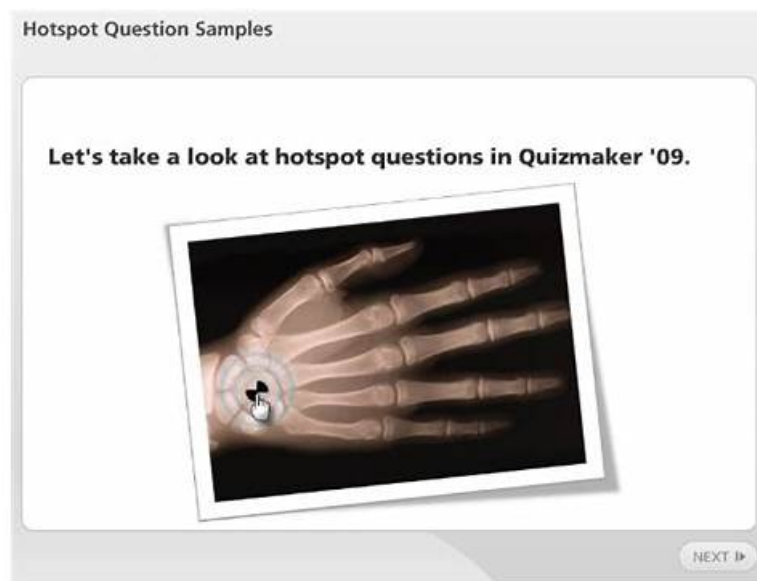 Hotspot Question Samples
Let's take a look at hotspot questions in Quizmaker '09.
NEXT